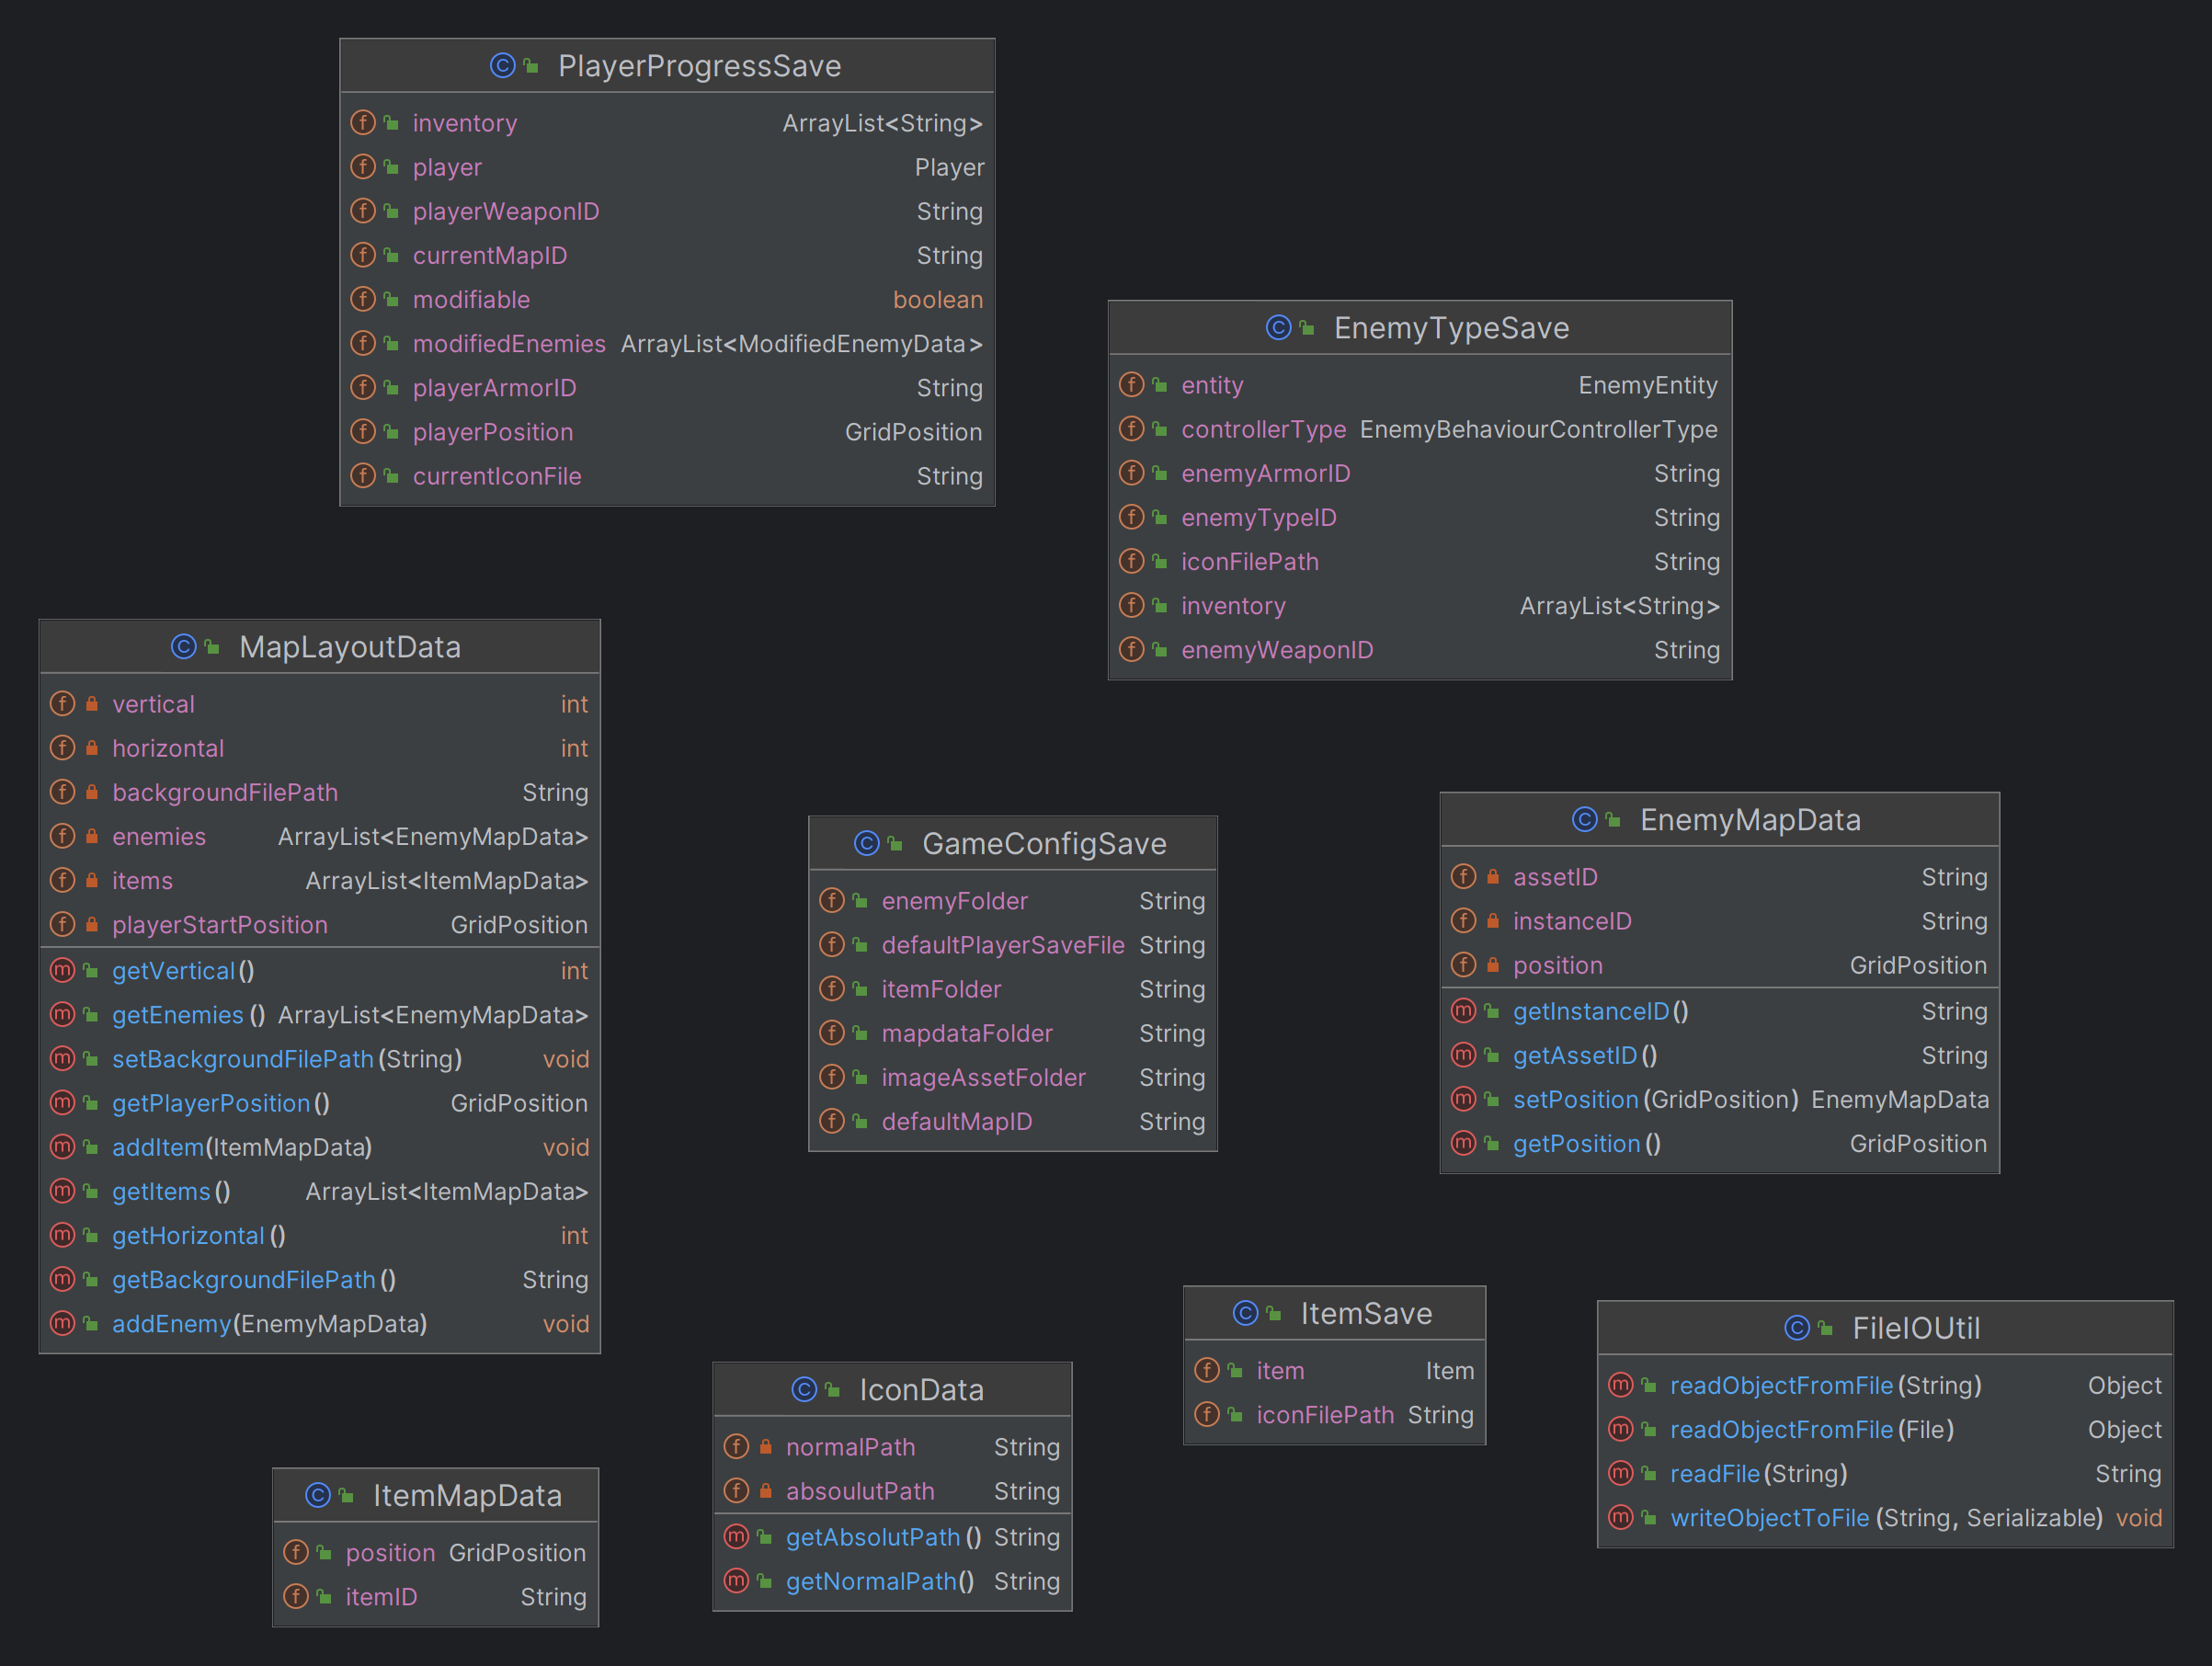 PlayerProgressSave
inventory ArrayList<String>
player Player
playerWeaponID String
currentMapID String
modifiable boolean
modifiedEnemies ArrayList<ModifiedEnemyData>
playerArmorID String
playerPosition GridPosition
currentIconFile String
EnemyTypeSave
entity EnemyEntity
controllerType EnemyBehaviourControllerType
enemyArmorID String
enemyTypeID String
iconFilePath String
inventory ArrayList<String>
enemyWeaponID String
MapLayoutData
vertical int
horizontal int
backgroundFilePath String
enemies ArrayList<EnemyMapData>
items ArrayList<ItemMapData>
playerStartPosition GridPosition
getVertical() int
getEnemies() ArrayList<EnemyMapData>
setBackgroundFilePath(String) void
getPlayerPosition() GridPosition
addItem(ItemMapData) void
getItems() ArrayList<ItemMapData>
getHorizontal() int
getBackgroundFilePath() String
addEnemy(EnemyMapData) void
GameConfigSave
enemyFolder String
defaultPlayerSaveFile String
itemFolder String
mapdataFolder String
imageAssetFolder String
defaultMapID String
EnemyMapData
assetID String
instanceID String
position GridPosition
getInstanceID() String
getAssetID() String
setPosition(GridPosition) EnemyMapData
getPosition() GridPosition
ItemSave
item Item
iconFilePath String
FileIOUtil
readObjectFromFile(String) Object
readObjectFromFile(File) Object
readFile(String) String
writeObjectToFile(String, Serializable) void
IconData
normalPath String
absoulutPath String
getAbsolutPath() String
getNormalPath() String
ItemMapData
position GridPosition
itemID String